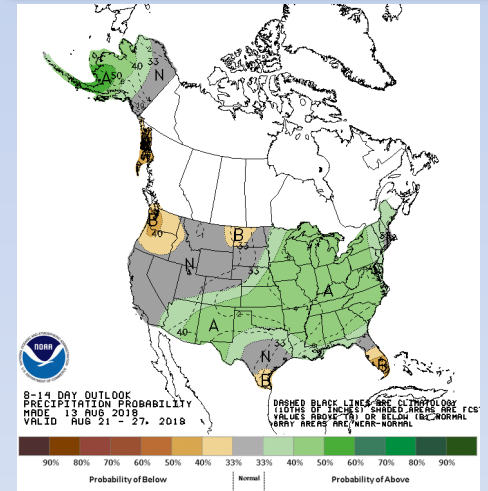 A
50
40
33
N
B
40
B
33
N
33
A
A
40
33
N
B
B
NOAA
8-14 DAY OUTLOOK
PRECIPITATION PROBABILITY
MADE 13 AUG 2018
VALID AUG 21 - 27, 2018
DASHED BLACK LINES ARE CLIMATOLOGY
(10THS OF INCHES) SHADED AREAS ARE FCST
VALUES ABOVE (A) OR BELOW (B) NORMAL
GRAY AREAS ARE NEAR-NORMAL
90% 80% 70% 60% 50% 40% 33% 33% 40% 50% 60% 70% 80% 90%
Probability of Below Normal Probability of Above